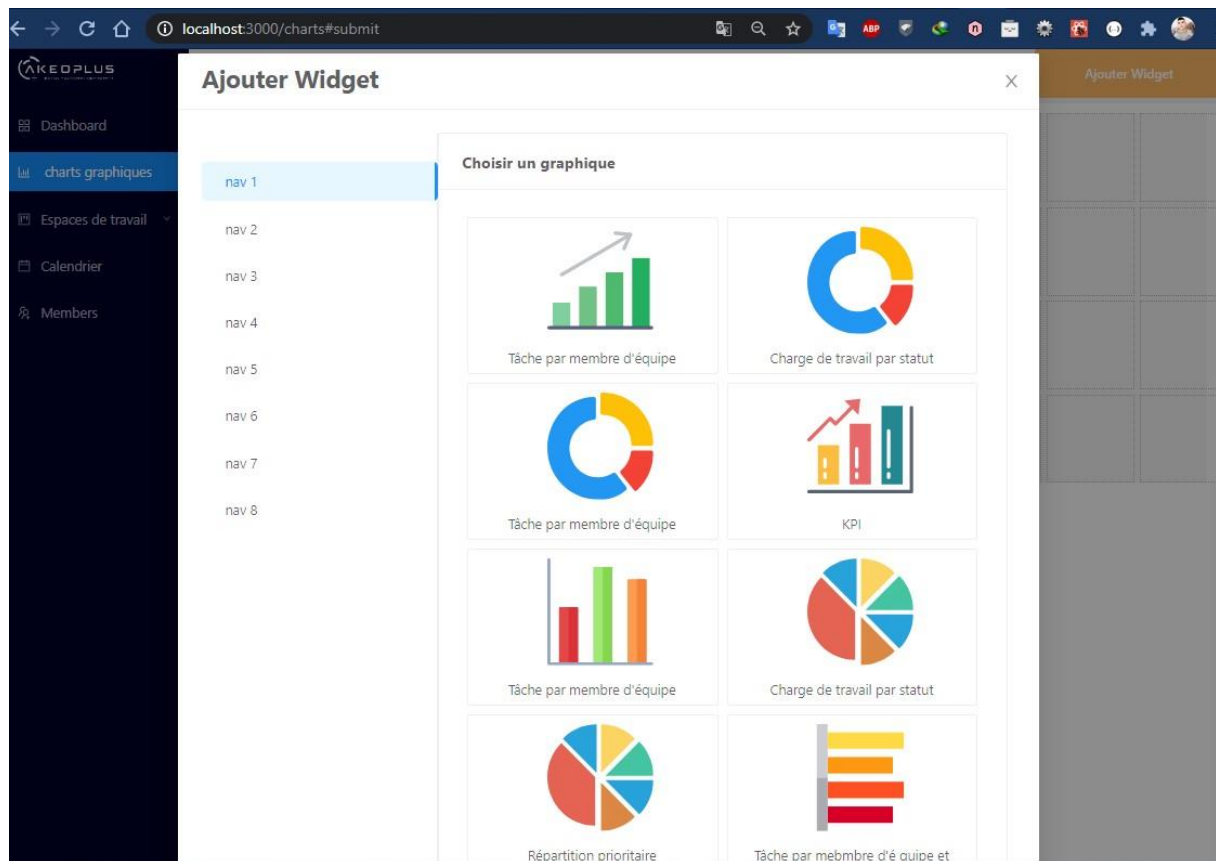 localhost:3000/charts#submit
ABP
AKEOPLUS
Ajouter Widget
Ajouter Widget
Dashboard
charts graphiques
Espaces de travail
Calendrier
Members
nav 1
nav 2
nav 3
nav 4
nav 5
nav 6
nav 7
nav 8
Choisir un graphique
Tâche par membre d'équipe
Charge de travail par statut
Tâche par membre d'équipe
KPI
Tâche par membre d'équipe
Charge de travail par statut
Répartition prioritaire
Tâche par mebmbre d'é quipe et